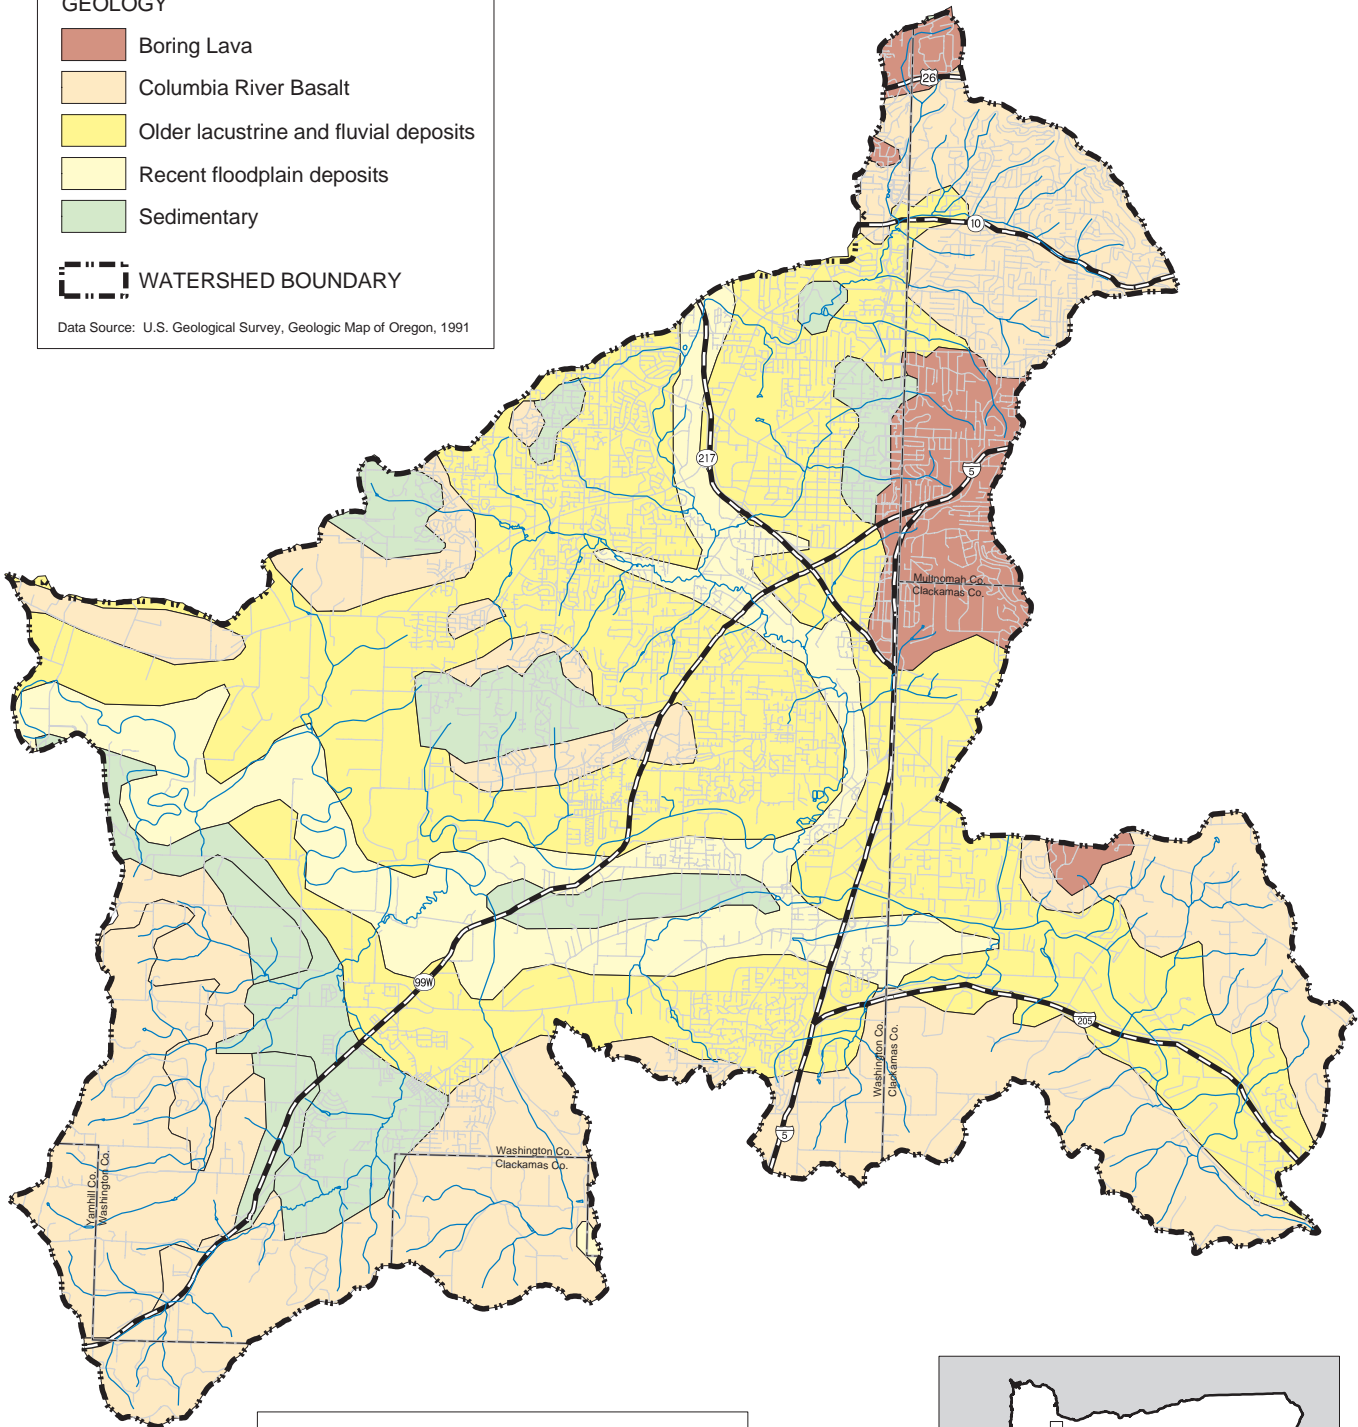 GEOLOGY
Boring Lava
Columbia River Basalt
Older lacustrine and fluvial deposits
Recent floodplain deposits
Sedimentary
WATERSHED BOUNDARY
Data Source: U.S. Geological Survey, Geologic Map of Oregon, 1991
26
10
217
5
Multnomah Co.
Clackamas Co.
99W
205
Washington Co.
Clackamas Co.
5
Washington Co.
Clackamas Co.
Yamhill Co.
Washington Co.